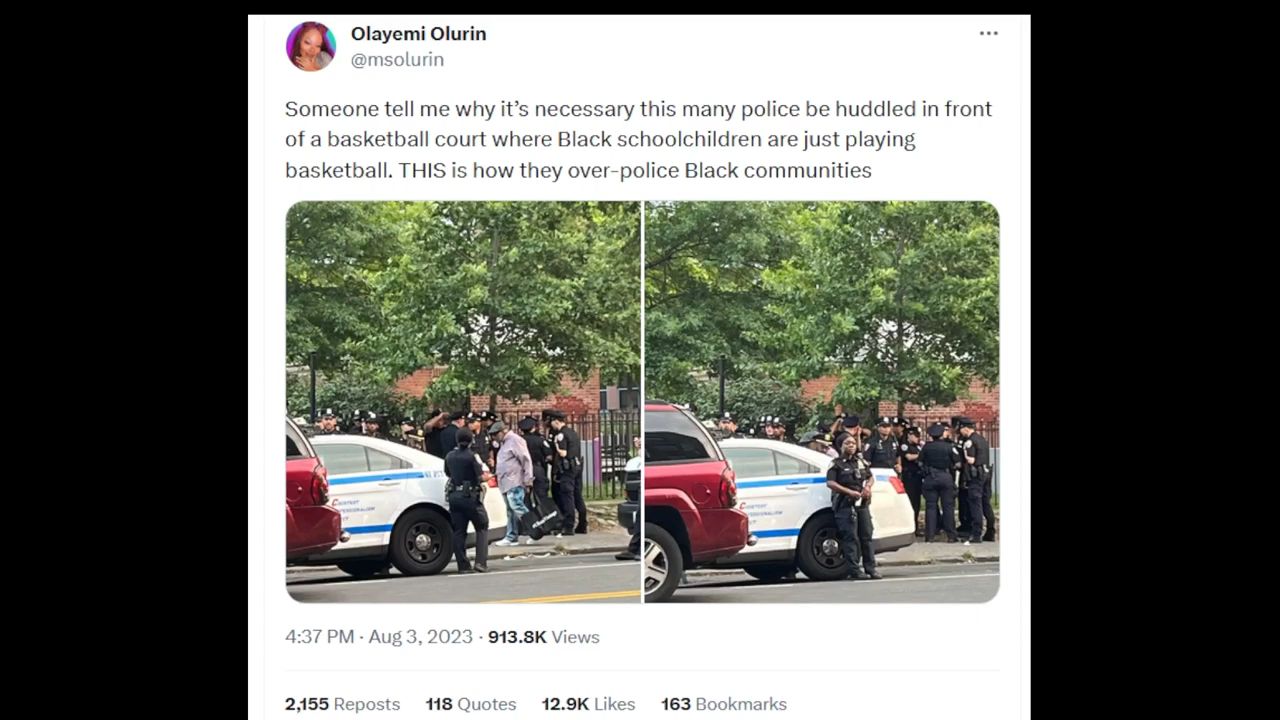 Olayemi Olurin
@msolurin
Someone tell me why it’s necessary this many police be huddled in front
of a basketball court where Black schoolchildren are just playing
basketball. THIS is how they over-police Black communities
4:37 PM · Aug 3, 2023 · 913.8K Views
2,155 Reposts 118 Quotes 12.9K Likes 163 Bookmarks